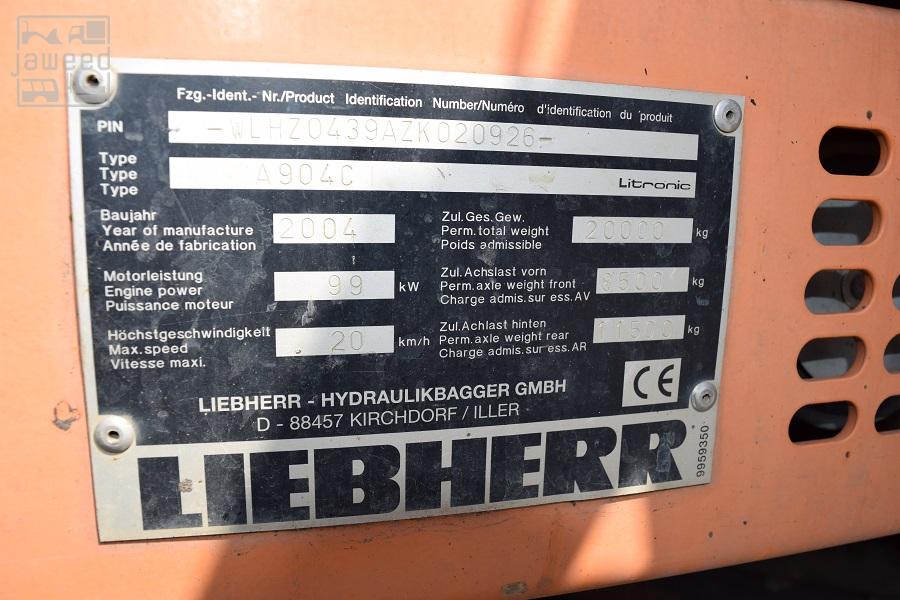 jaweed
Fzg.-Ident.- Nr./Product Identification Number/Numéro d'identification du produit
PIN -WLHZ0439AZK020926-
Type
Type A904C Litronic
Type
Baujahr
Year of manufacture 2004
Année de fabrication
Motorleistung
Engine power 99 kW
Puissance moteur
Höchstgeschwindigkeit
Max.speed 20 km/h
Vitesse maxi.
Zul.Ges.Gew.
Perm.total weight 20000 kg
Poids admissible
Zul.Achslast vorn
Perm.axle weight front 8500 kg
Charge admis.sur ess.AV
Zul.Achlast hinten
Perm.axle weight rear 11500 kg
Charge admis.sur ess.AR
LIEBHERR - HYDRAULIKBAGGER GMBH
D - 88457 KIRCHDORF / ILLER
CE
LIEBHERR
9959350